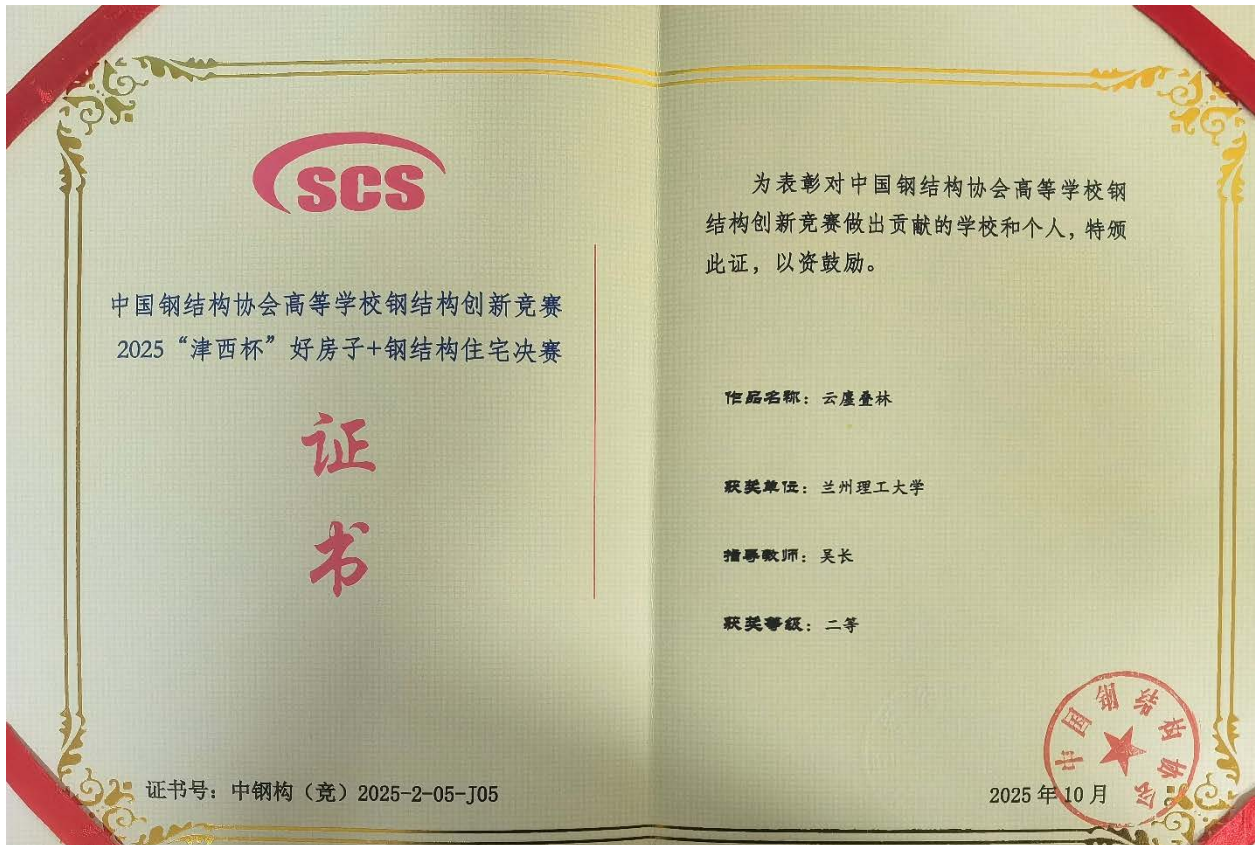 SCS
中国钢结构协会高等学校钢结构创新竞赛
2025“津西杯”好房子+钢结构住宅决赛
证
书
证书号：中钢构（竞）2025-2-05-J05
为表彰对中国钢结构协会高等学校钢
结构创新竞赛做出贡献的学校和个人，特颁
此证，以资鼓励。
作品名称：云廑叠林
获奖单位：兰州理工大学
指导教师：吴长
获奖等级：二等
中国钢结构协会
2025年10月